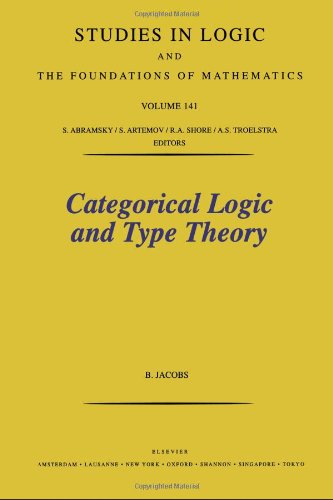 STUDIES IN LOGIC
AND
THE FOUNDATIONS OF MATHEMATICS
VOLUME 141
S. ABRAMSKY / S. ARTEMOV / R.A. SHORE / A.S. TROELSTRA
EDITORS
Categorical Logic
and Type Theory
B. JACOBS
ELSEVIER
AMSTERDAM • LAUSANNE • NEW YORK • OXFORD • SHANNON • SINGAPORE • TOKYO